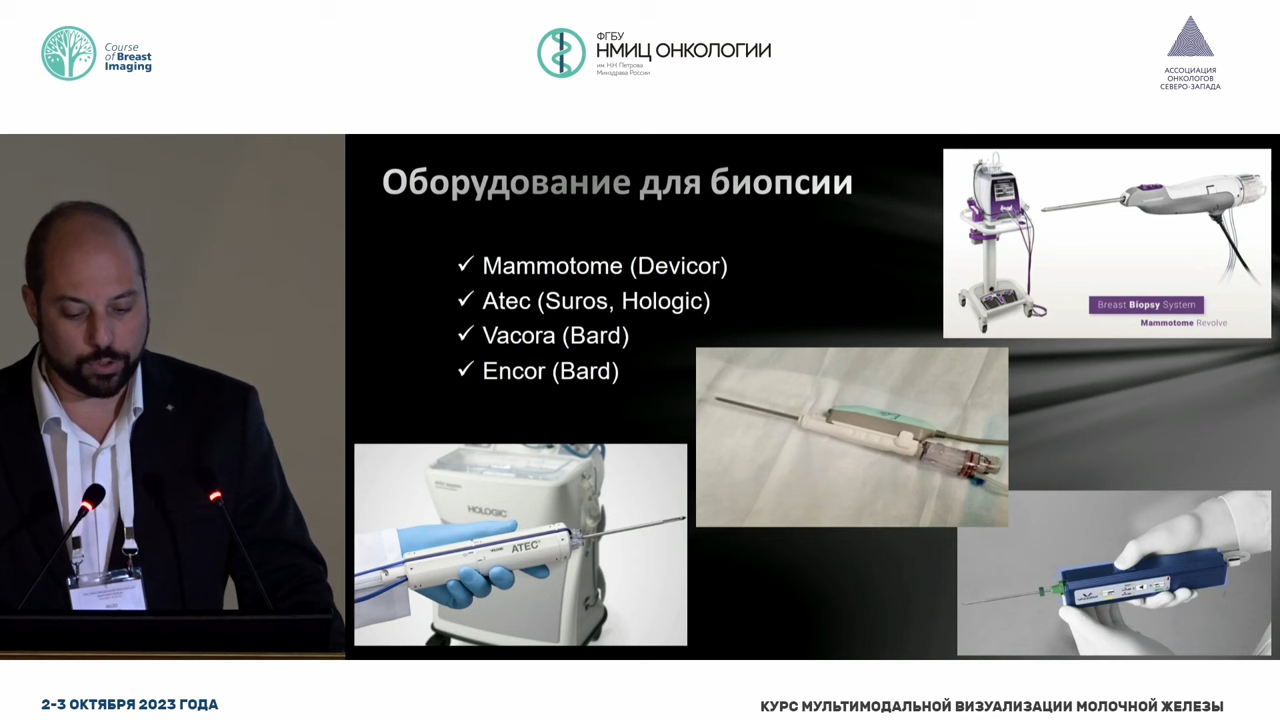 Course
of Breast
Imaging
ФГБУ
НМИЦ ОНКОЛОГИИ
им. Н.Н. Петрова
Минздрава России
АССОЦИАЦИЯ
ОНКОЛОГОВ
СЕВЕРО-ЗАПАДА
Оборудование для биопсии
✓ Mammotome (Devicor)
✓ Atec (Suros, Hologic)
✓ Vacora (Bard)
✓ Encor (Bard)
Breast Biopsy System
Mammotome Revolve
HOLOGIC
ATEC
2-3 ОКТЯБРЯ 2023 ГОДА
КУРС МУЛЬТИМОДАЛЬНОЙ ВИЗУАЛИЗАЦИИ МОЛОЧНОЙ ЖЕЛЕЗЫ